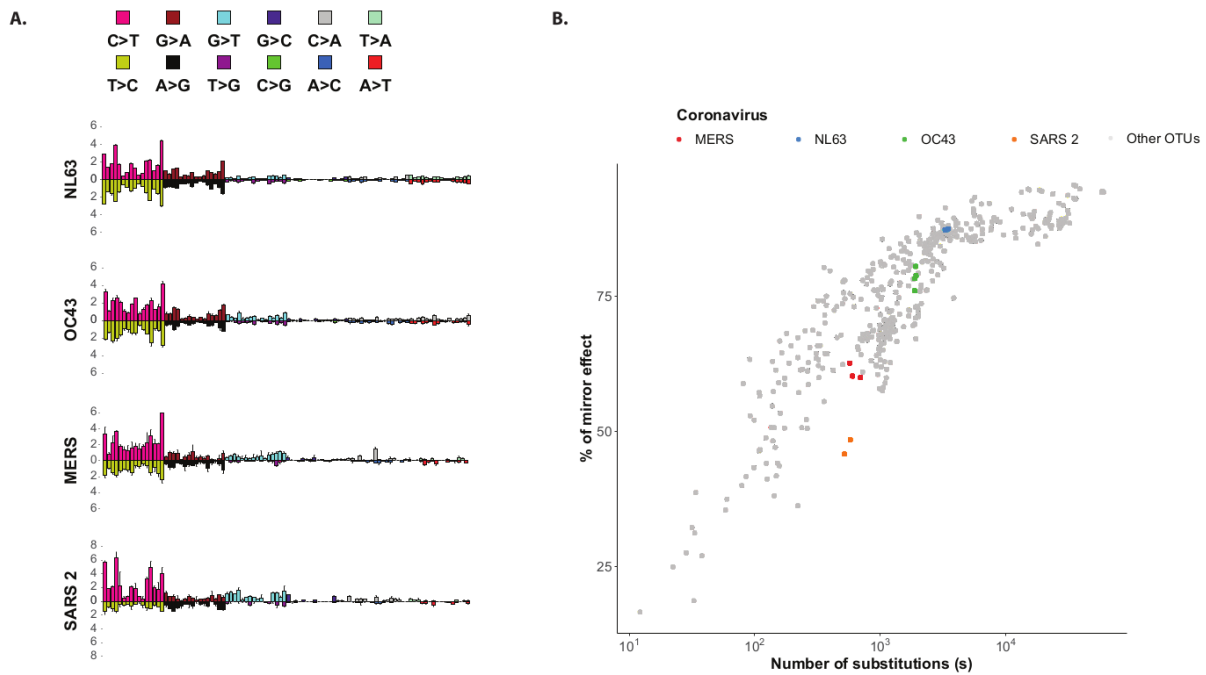 A.
C>T G>A G>T G>C C>A T>A
T>C A>G T>G C>G A>C A>T
NL63
6
4
2
0
2
4
6
OC43
6
4
2
0
2
4
6
MERS
6
4
2
0
2
4
6
SARS 2
8
6
4
2
0
2
4
6
8
B.
Coronavirus
MERS NL63 OC43 SARS 2 Other OTUs
% of mirror effect
75
50
25
10¹ 10² 10³ 10⁴
Number of substitutions (s)